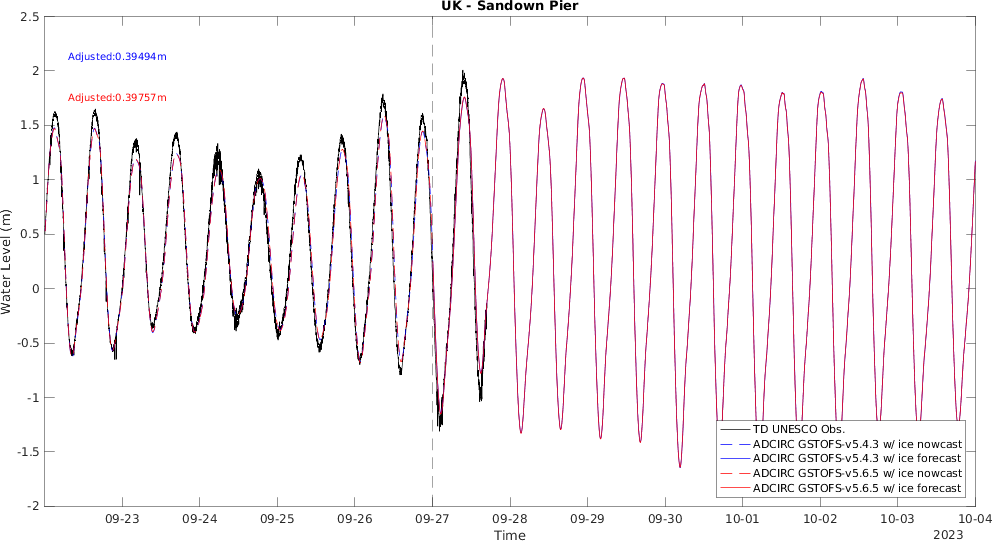 UK - Sandown Pier
2.5
2
1.5
1
0.5
0
-0.5
-1
-1.5
-2
Water Level (m)
Adjusted:0.39494m
Adjusted:0.39757m
TD UNESCO Obs.
ADCIRC GSTOFS-v5.4.3 w/ ice nowcast
ADCIRC GSTOFS-v5.4.3 w/ ice forecast
ADCIRC GSTOFS-v5.6.5 w/ ice nowcast
ADCIRC GSTOFS-v5.6.5 w/ ice forecast
09-23 09-24 09-25 09-26 09-27 09-28 09-29 09-30 10-01 10-02 10-03 10-04
Time
2023